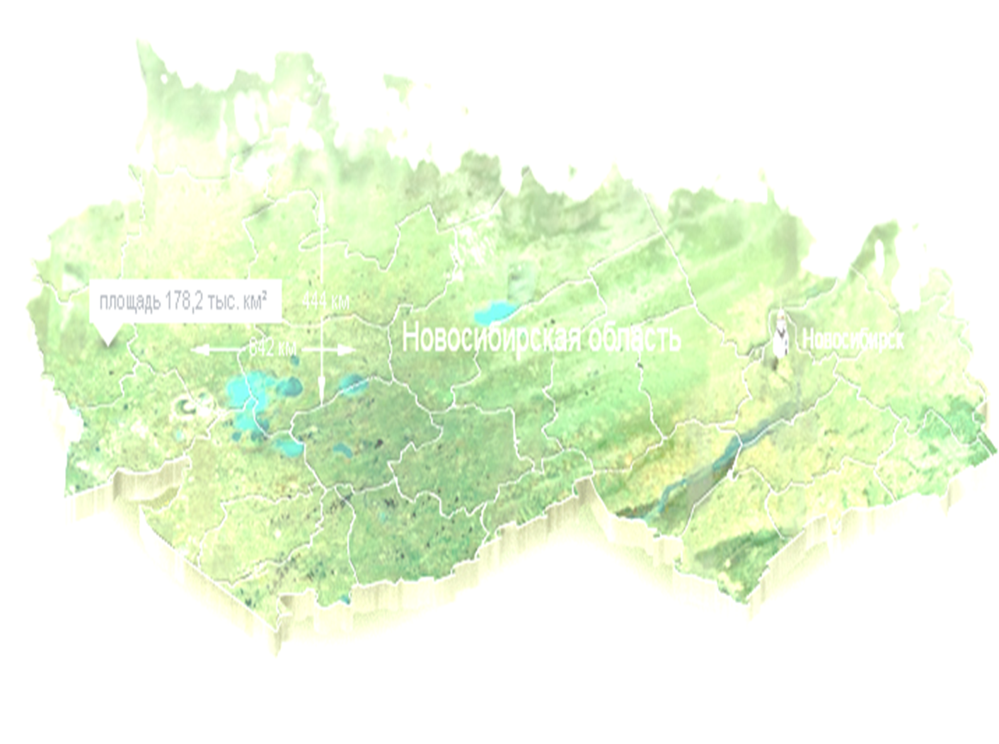 площадь 178,2 тыс. км²
444 км
642 км
Новосибирская область
Новосибирск